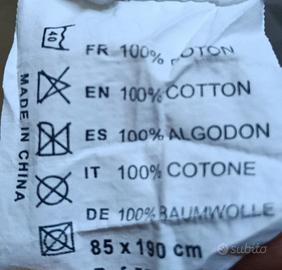 40
FR 100% COTON
EN 100% COTTON
ES 100% ALGODON
IT 100% COTONE
DE 100% BAUMWOLLE
85 x 190 cm
MADE IN CHINA
subito